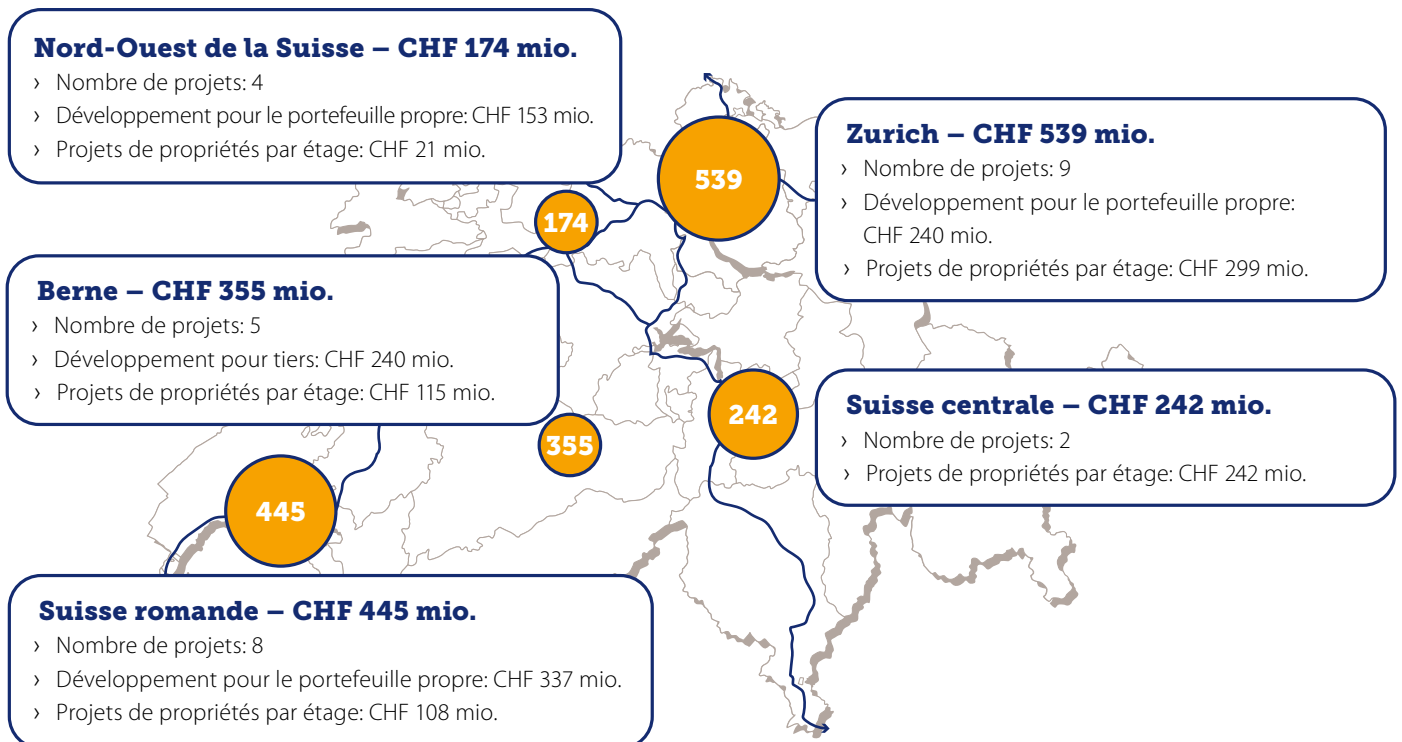 Nord-Ouest de la Suisse – CHF 174 mio.
› Nombre de projets: 4
› Développement pour le portefeuille propre: CHF 153 mio.
› Projets de propriétés par étage: CHF 21 mio.
539
Zurich – CHF 539 mio.
› Nombre de projets: 9
› Développement pour le portefeuille propre:
CHF 240 mio.
› Projets de propriétés par étage: CHF 299 mio.
174
Berne – CHF 355 mio.
› Nombre de projets: 5
› Développement pour tiers: CHF 240 mio.
› Projets de propriétés par étage: CHF 115 mio.
242
Suisse centrale – CHF 242 mio.
› Nombre de projets: 2
› Projets de propriétés par étage: CHF 242 mio.
355
445
Suisse romande – CHF 445 mio.
› Nombre de projets: 8
› Développement pour le portefeuille propre: CHF 337 mio.
› Projets de propriétés par étage: CHF 108 mio.